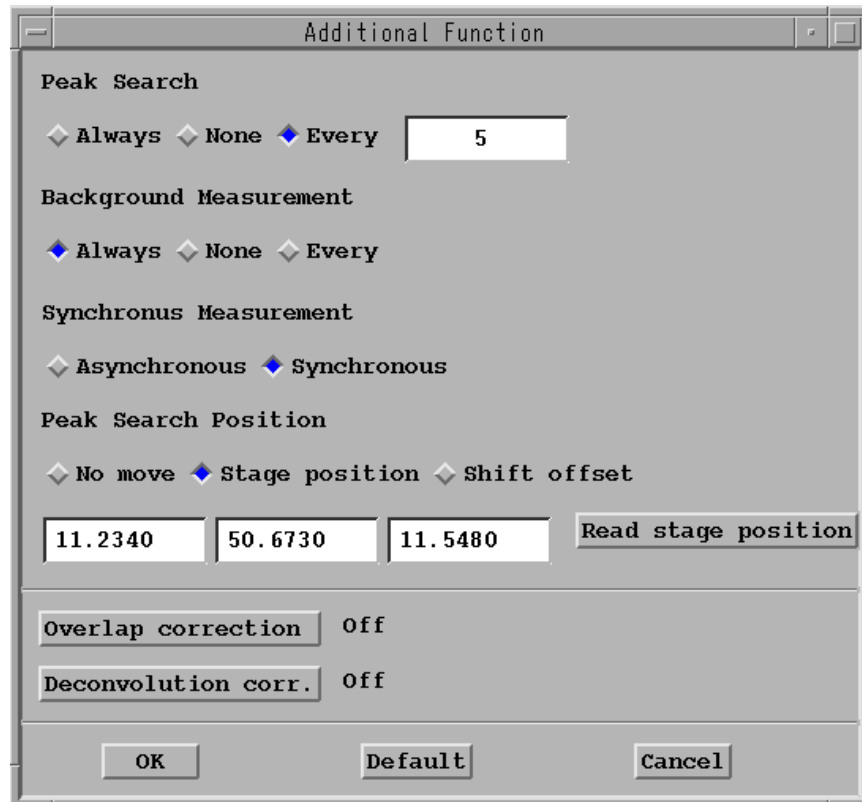 Additional Function
Peak Search
Always None Every 5
Background Measurement
Always None Every
Synchronus Measurement
Asynchronous Synchronous
Peak Search Position
No move Stage position Shift offset
11.2340 50.6730 11.5480 Read stage position
Overlap correction Off
Deconvolution corr. Off
OK Default Cancel